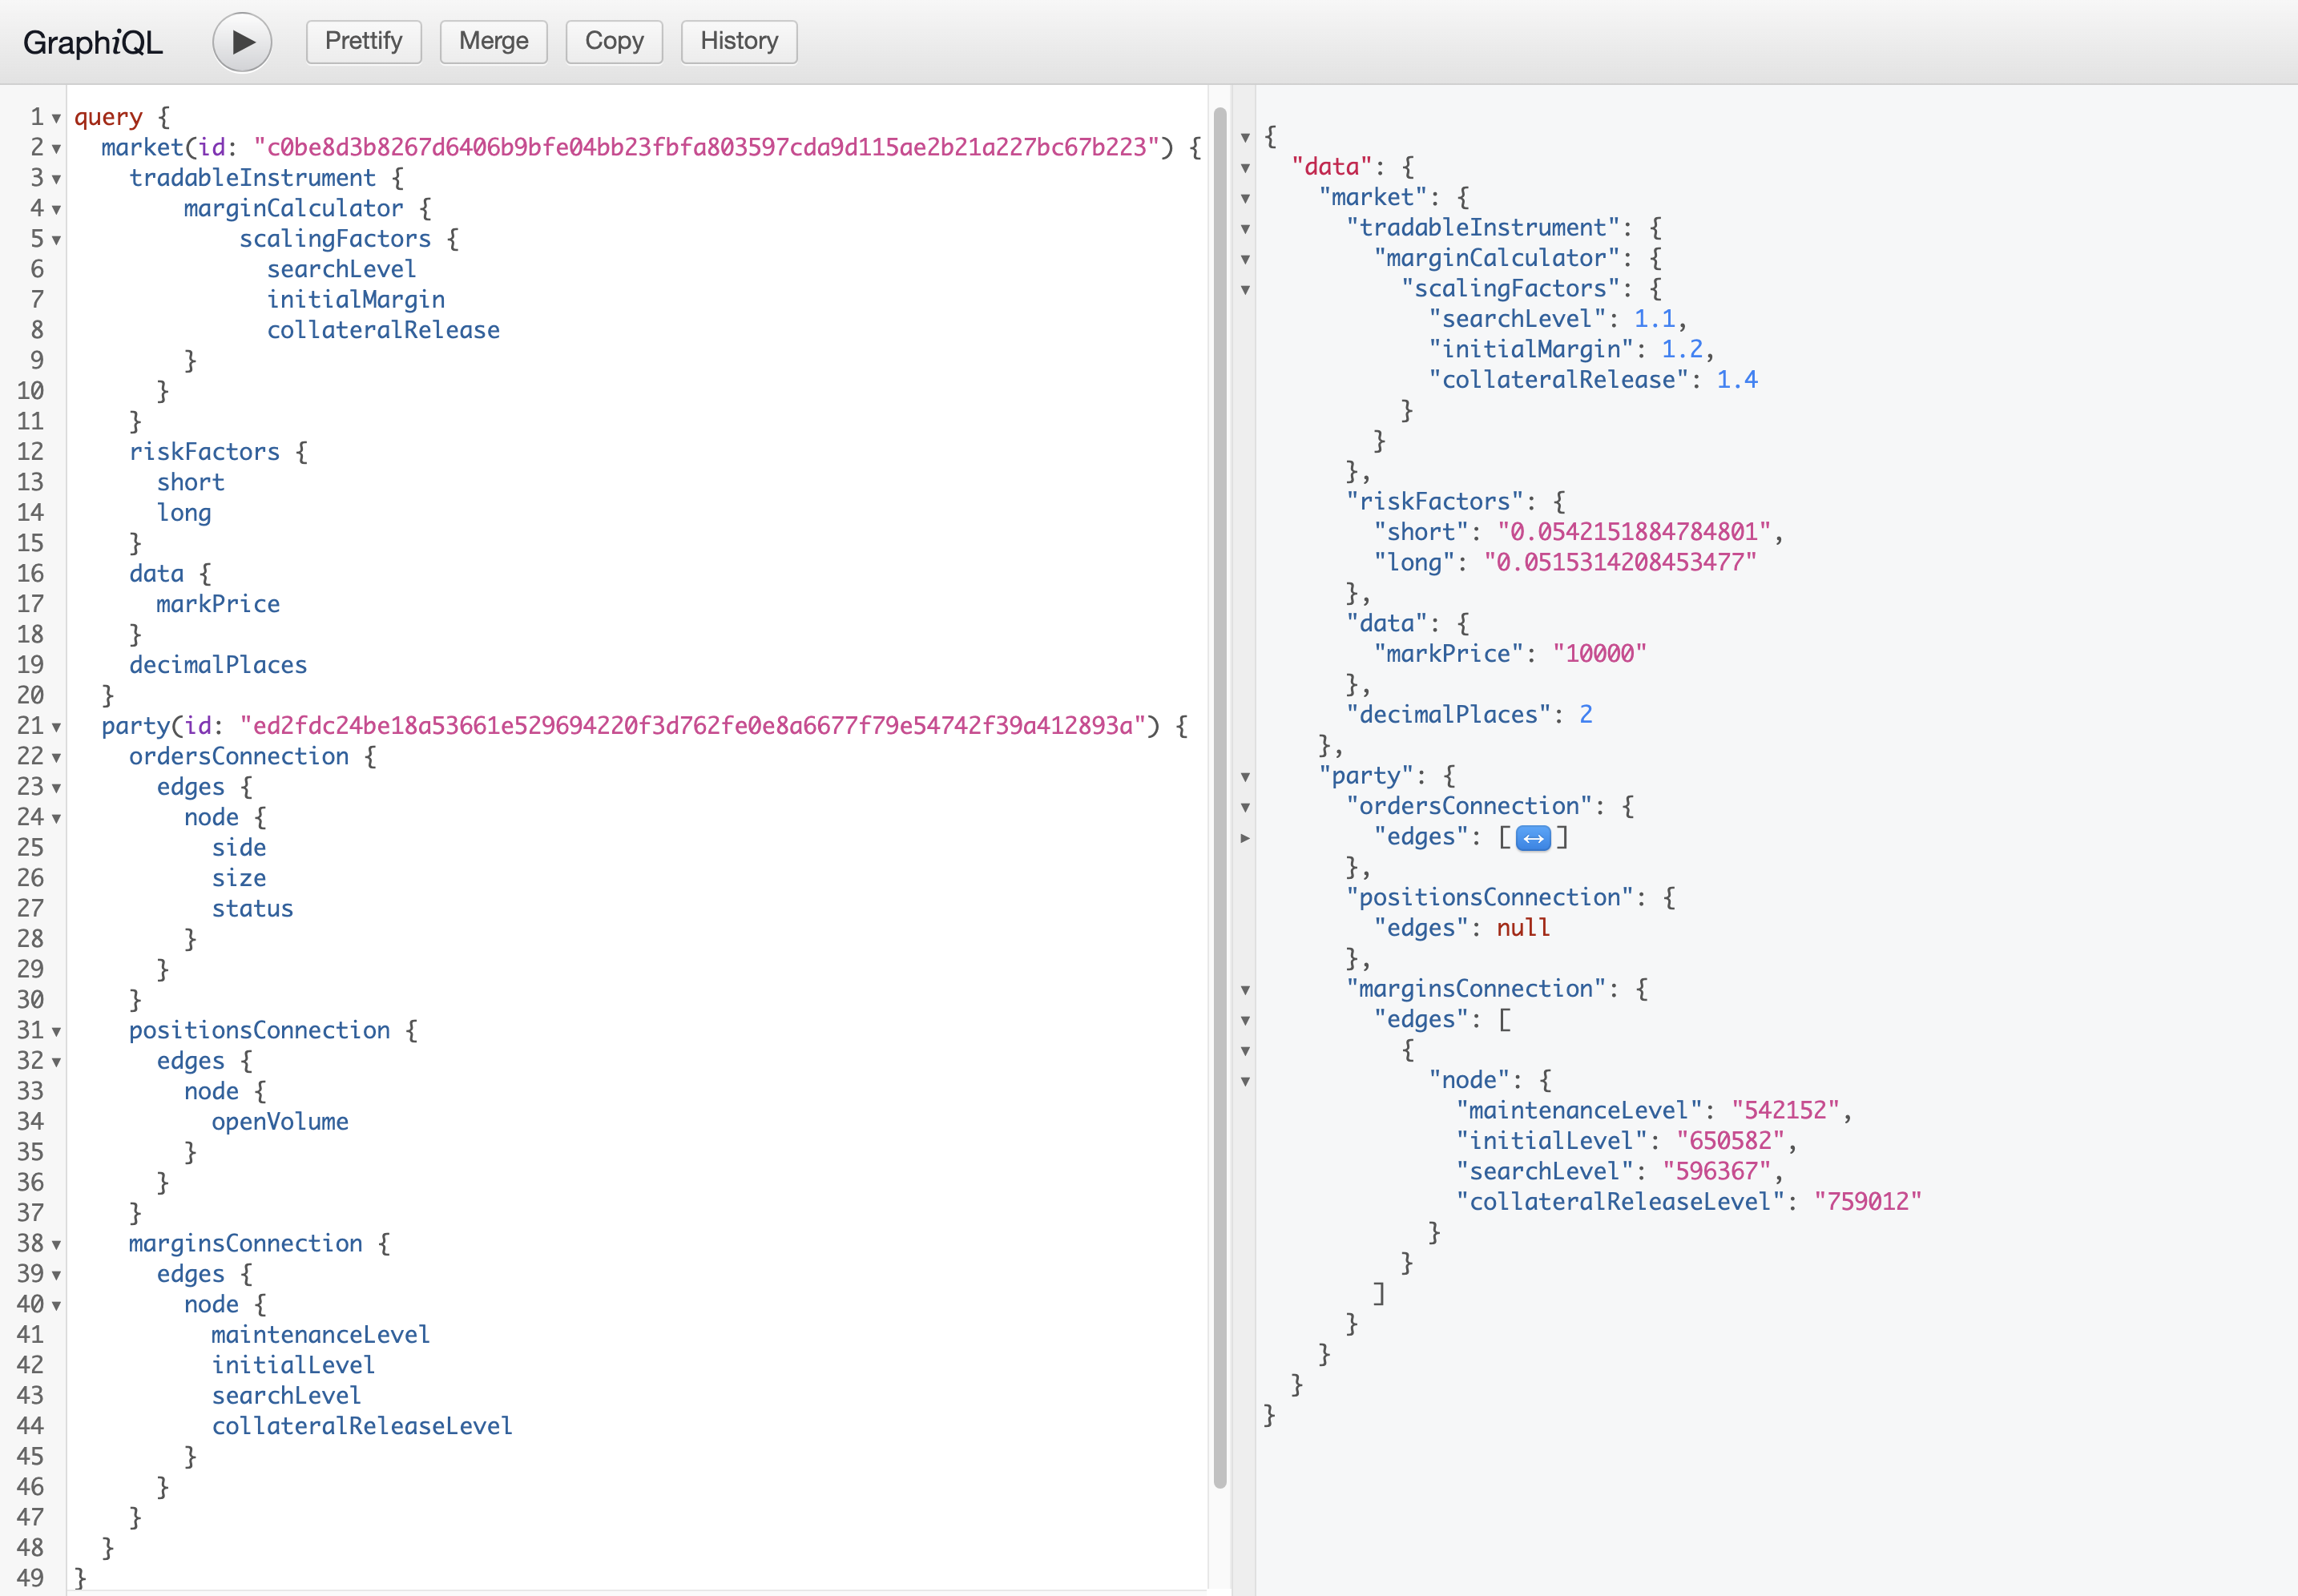 GraphiQL Prettify Merge Copy History
1 query {
2 market(id: "c0be8d3b8267d6406b9bfe04bb23fbfa803597cda9d115ae2b21a227bc67b223") {
3 tradableInstrument {
4 marginCalculator {
5 scalingFactors {
6 searchLevel
7 initialMargin
8 collateralRelease
9 }
10 }
11 }
12 riskFactors {
13 short
14 long
15 }
16 data {
17 markPrice
18 }
19 decimalPlaces
20 }
21 party(id: "ed2fdc24be18a53661e529694220f3d762fe0e8a6677f79e54742f39a412893a") {
22 ordersConnection {
23 edges {
24 node {
25 side
26 size
27 status
28 }
29 }
30 }
31 positionsConnection {
32 edges {
33 node {
34 openVolume
35 }
36 }
37 }
38 marginsConnection {
39 edges {
40 node {
41 maintenanceLevel
42 initialLevel
43 searchLevel
44 collateralReleaseLevel
45 }
46 }
47 }
48 }
49 }
{
"data": {
"market": {
"tradableInstrument": {
"marginCalculator": {
"scalingFactors": {
"searchLevel": 1.1,
"initialMargin": 1.2,
"collateralRelease": 1.4
}
}
},
"riskFactors": {
"short": "0.0542151884784801",
"long": "0.0515314208453477"
},
"data": {
"markPrice": "10000"
},
"decimalPlaces": 2
},
"party": {
"ordersConnection": {
"edges": [↔]
},
"positionsConnection": {
"edges": null
},
"marginsConnection": {
"edges": [
{
"node": {
"maintenanceLevel": "542152",
"initialLevel": "650582",
"searchLevel": "596367",
"collateralReleaseLevel": "759012"
}
}
]
}
}
}
}